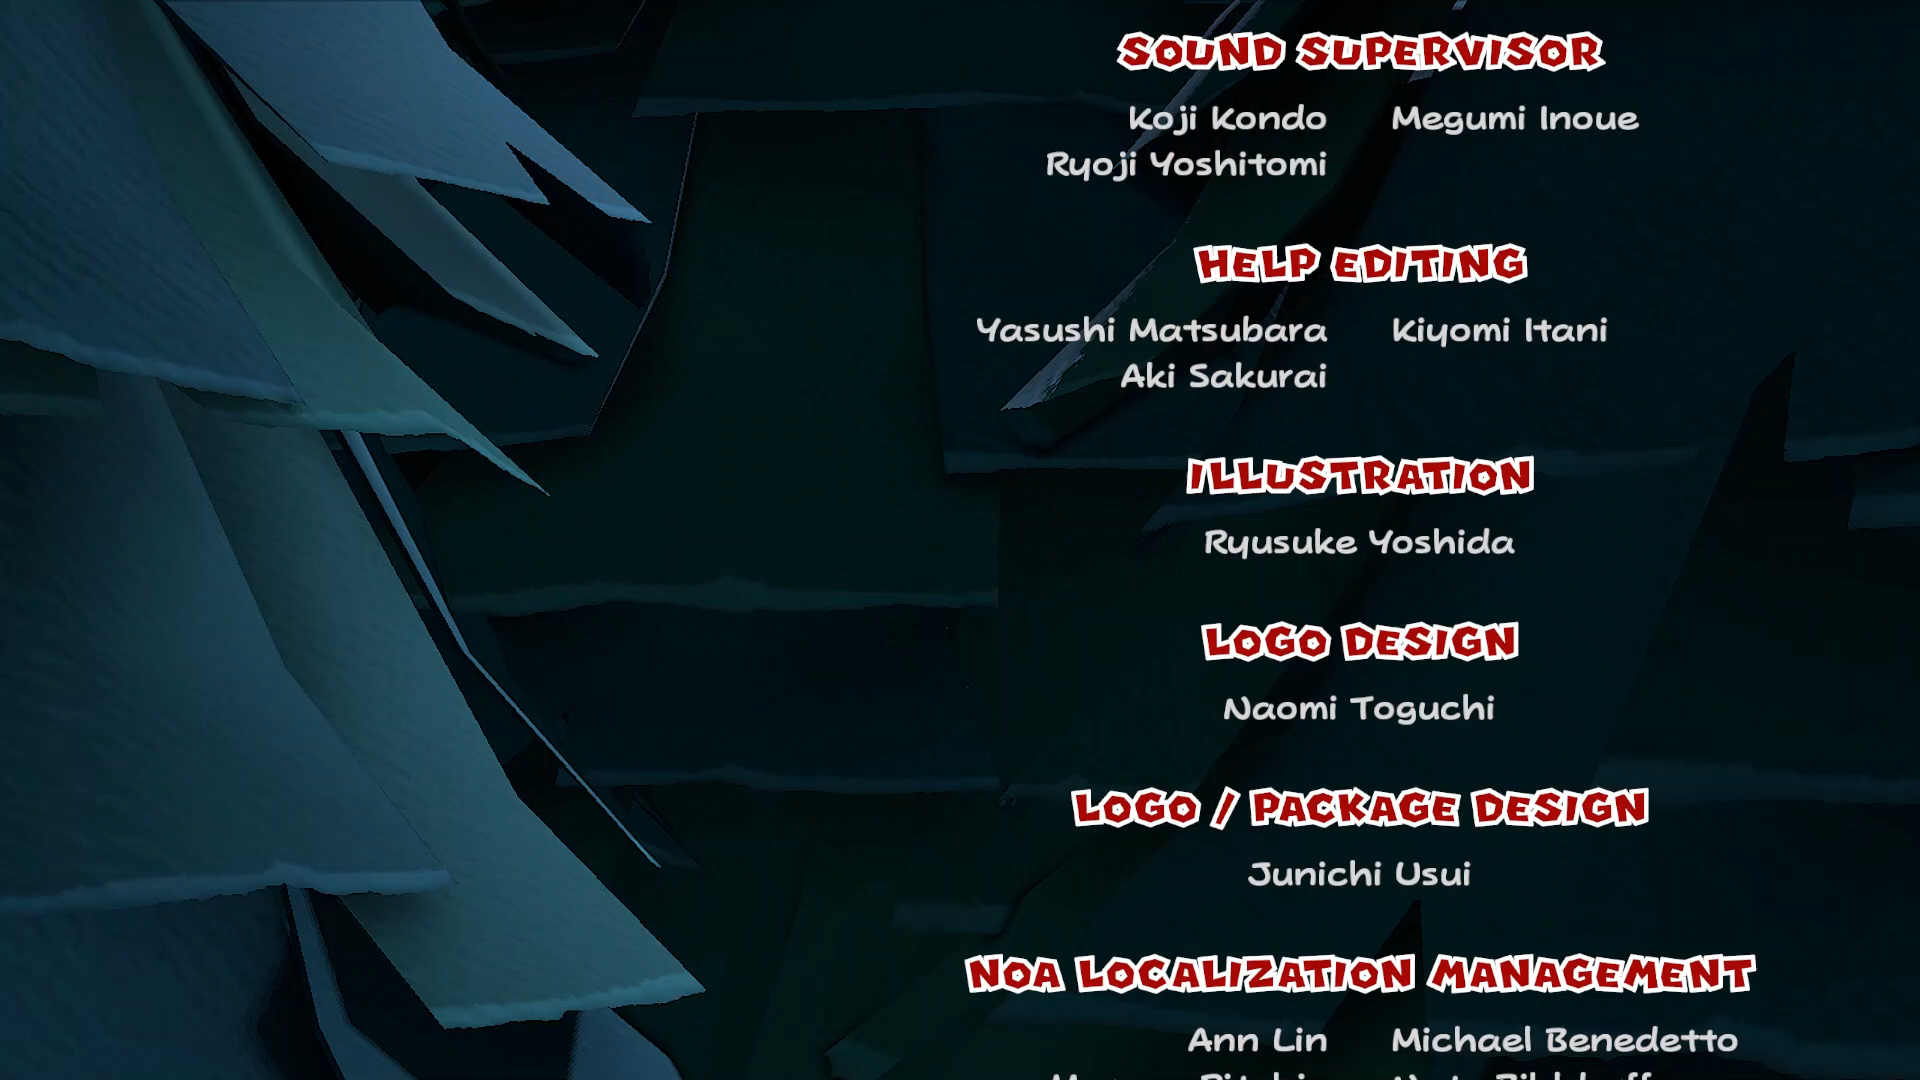 SOUND SUPERVISOR
Koji Kondo Megumi Inoue
Ryoji Yoshitomi
HELP EDITING
Yasushi Matsubara Kiyomi Itani
Aki Sakurai
ILLUSTRATION
Ryusuke Yoshida
LOGO DESIGN
Naomi Toguchi
LOGO / PACKAGE DESIGN
Junichi Usui
NOA LOCALIZATION MANAGEMENT
Ann Lin Michael Benedetto